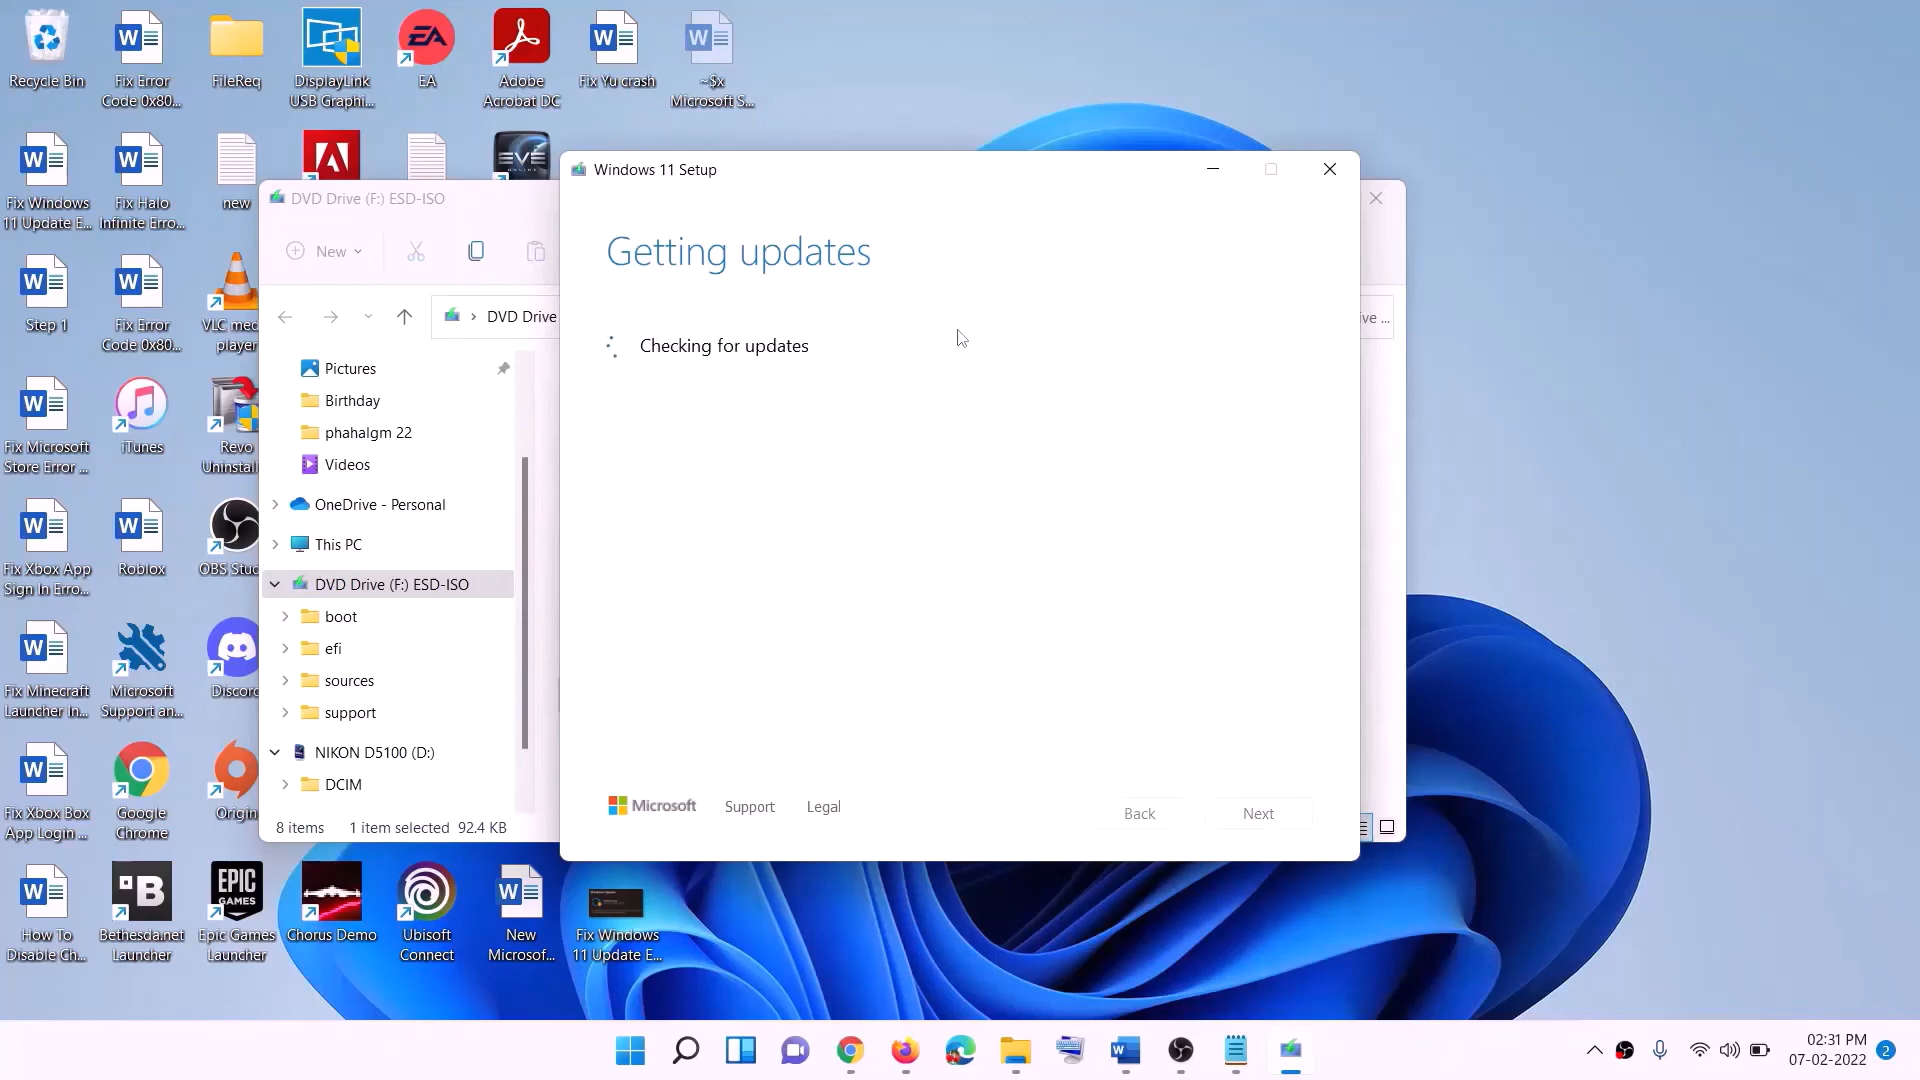 Recycle Bin
Fix Error
Code 0x80...
FileReq
DisplayLink
USB Graphi...
EA
Adobe
Acrobat DC
Fix Yu crash
~$x
Microsoft S...
Fix Windows
11 Update E...
Fix Halo
Infinite Erro...
new
EVE
ONLINE
Step 1
Fix Error
Code 0x80...
VLC med
player
Fix Microsoft
Store Error ...
iTunes
Revo
Uninstall
Fix Xbox App
Sign In Erro...
Roblox
OBS Stud
Fix Minecraft
Launcher In...
Microsoft
Support an...
Discord
Fix Xbox Box
App Login ...
Google
Chrome
Origin
How To
Disable Ch...
Bethesda.net
Launcher
EPIC
GAMES
Epic Games
Launcher
Chorus Demo
Ubisoft
Connect
New
Microsof...
Fix Windows
11 Update E...
DVD Drive (F:) ESD-ISO
New
DVD Drive
ive ...
Pictures
Birthday
phahalgm 22
Videos
OneDrive - Personal
This PC
DVD Drive (F:) ESD-ISO
boot
efi
sources
support
NIKON D5100 (D:)
DCIM
8 items 1 item selected 92.4 KB
Windows 11 Setup
Getting updates
Checking for updates
Microsoft Support Legal
Back Next
02:31 PM
07-02-2022
2